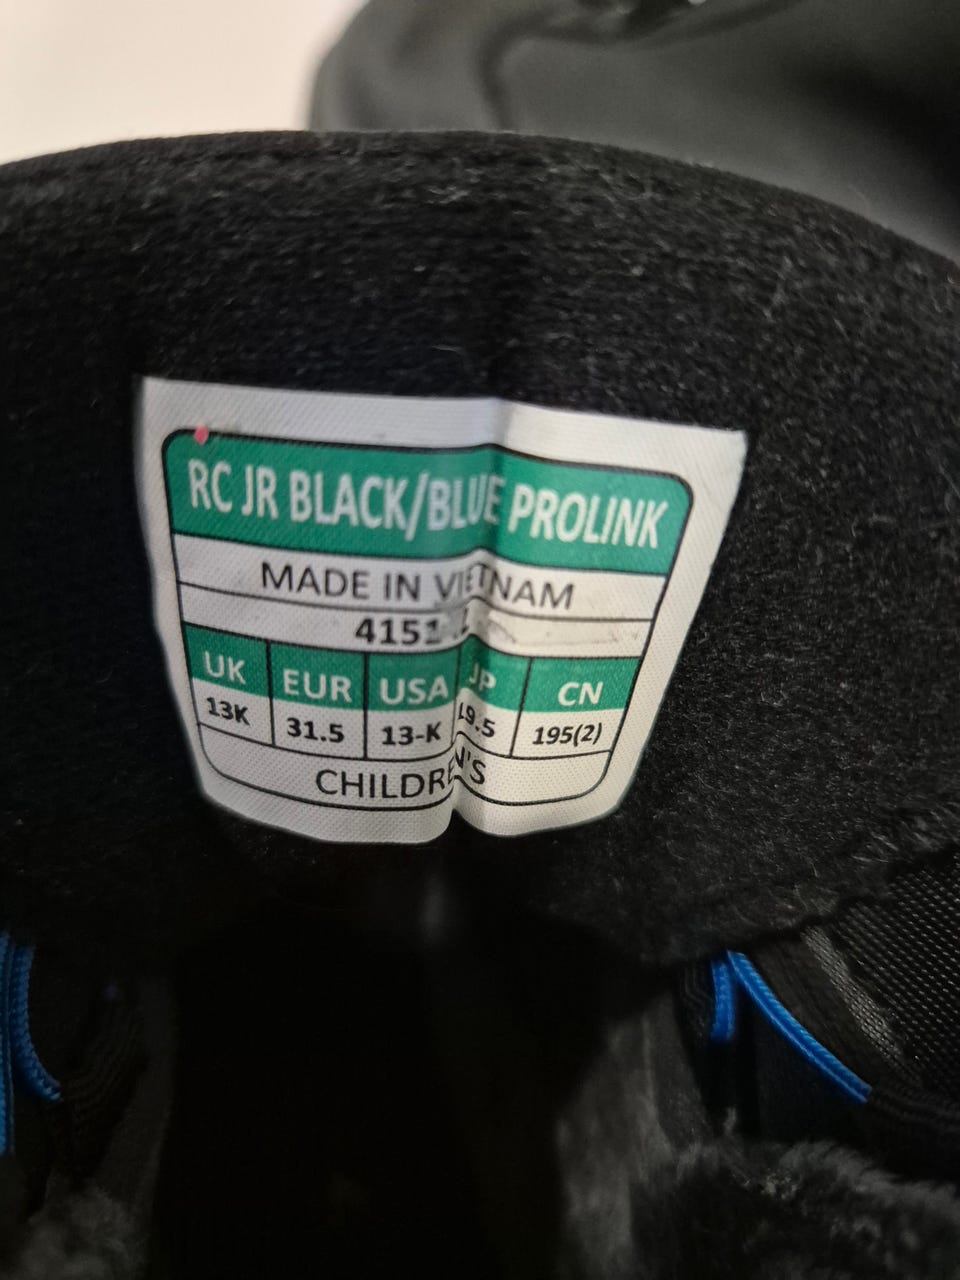 RC JR BLACK/BLUE PROLINK
MADE IN VIETNAM
UK EUR USA JP CN
13K 31.5 13-K 19.5 195(2)
CHILDREN'S